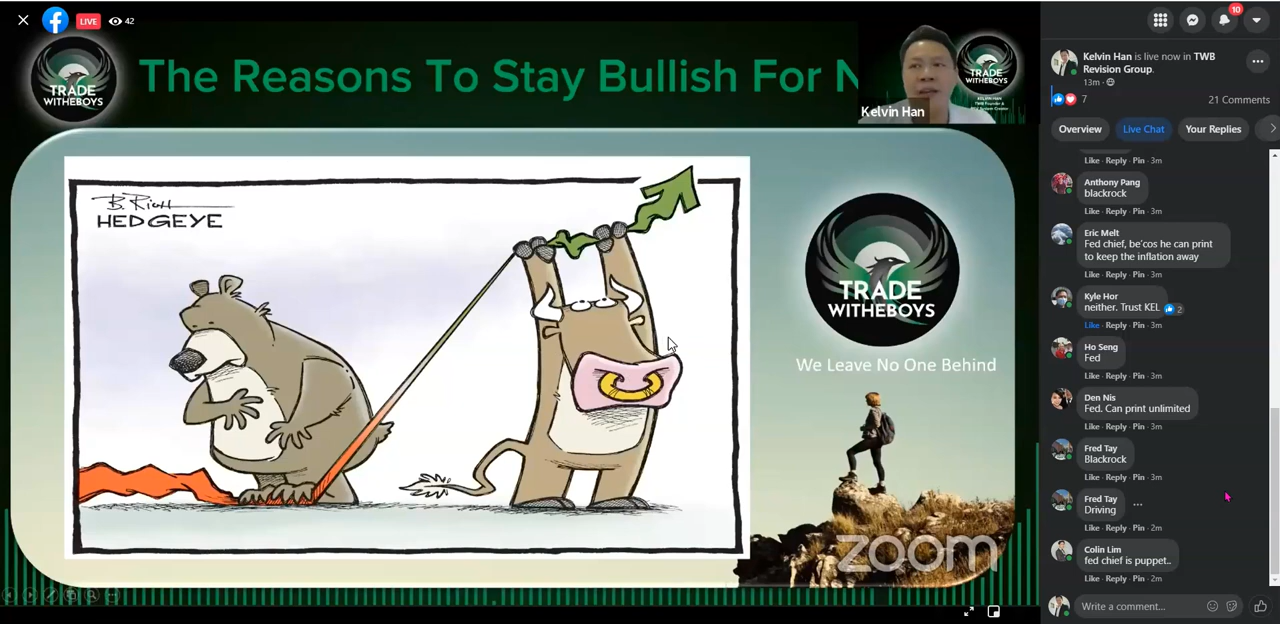 LIVE
42
The Reasons To Stay Bullish For N
TRADE
WITHEBOYS
TRADE
WITHEBOYS
KELVIN HAN
Kelvin Han
B. Rich
HEDGEYE
TRADE
WITHEBOYS
We Leave No One Behind
zoom
10
Kelvin Han is live now in TWB
Revision Group.
13m ·
7
21 Comments
Overview
Live Chat
Your Replies
Like · Reply · Pin · 3m
Anthony Pang
blackrock
Like · Reply · Pin · 3m
Eric Melt
Fed chief, be'cos he can print
to keep the inflation away
Like · Reply · Pin · 3m
Kyle Hor
neither. Trust KEL
2
Like · Reply · Pin · 3m
Ho Seng
Fed
Like · Reply · Pin · 3m
Den Nis
Fed. Can print unlimited
Like · Reply · Pin · 3m
Fred Tay
Blackrock
Like · Reply · Pin · 3m
Fred Tay
Driving
Like · Reply · Pin · 2m
Colin Lim
fed chief is puppet..
Like · Reply · Pin · 2m
Write a comment...